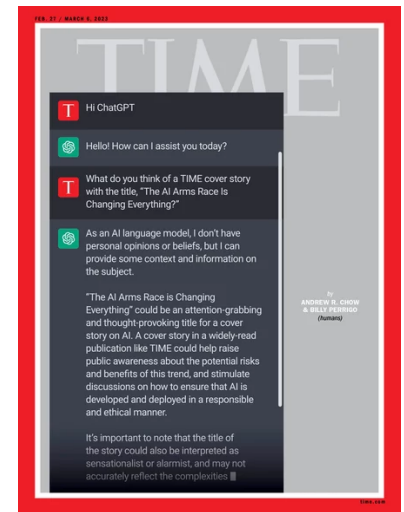 FEB. 27 / MARCH 6, 2023
TIME
T Hi ChatGPT
Hello! How can I assist you today?
T What do you think of a TIME cover story
with the title, "The AI Arms Race Is
Changing Everything?"
As an AI language model, I don't have
personal opinions or beliefs, but I can
provide some context and information on
the subject.
"The AI Arms Race is Changing
Everything" could be an attention-grabbing
and thought-provoking title for a cover
story on AI. A cover story in a widely-read
publication like TIME could help raise
public awareness about the potential risks
and benefits of this trend, and stimulate
discussions on how to ensure that AI is
developed and deployed in a responsible
and ethical manner.
It's important to note that the title of
the story could also be interpreted as
sensationalist or alarmist, and may not
accurately reflect the complexities
by
ANDREW R. CHOW
& BILLY PERRIGO
(humans)
time.com